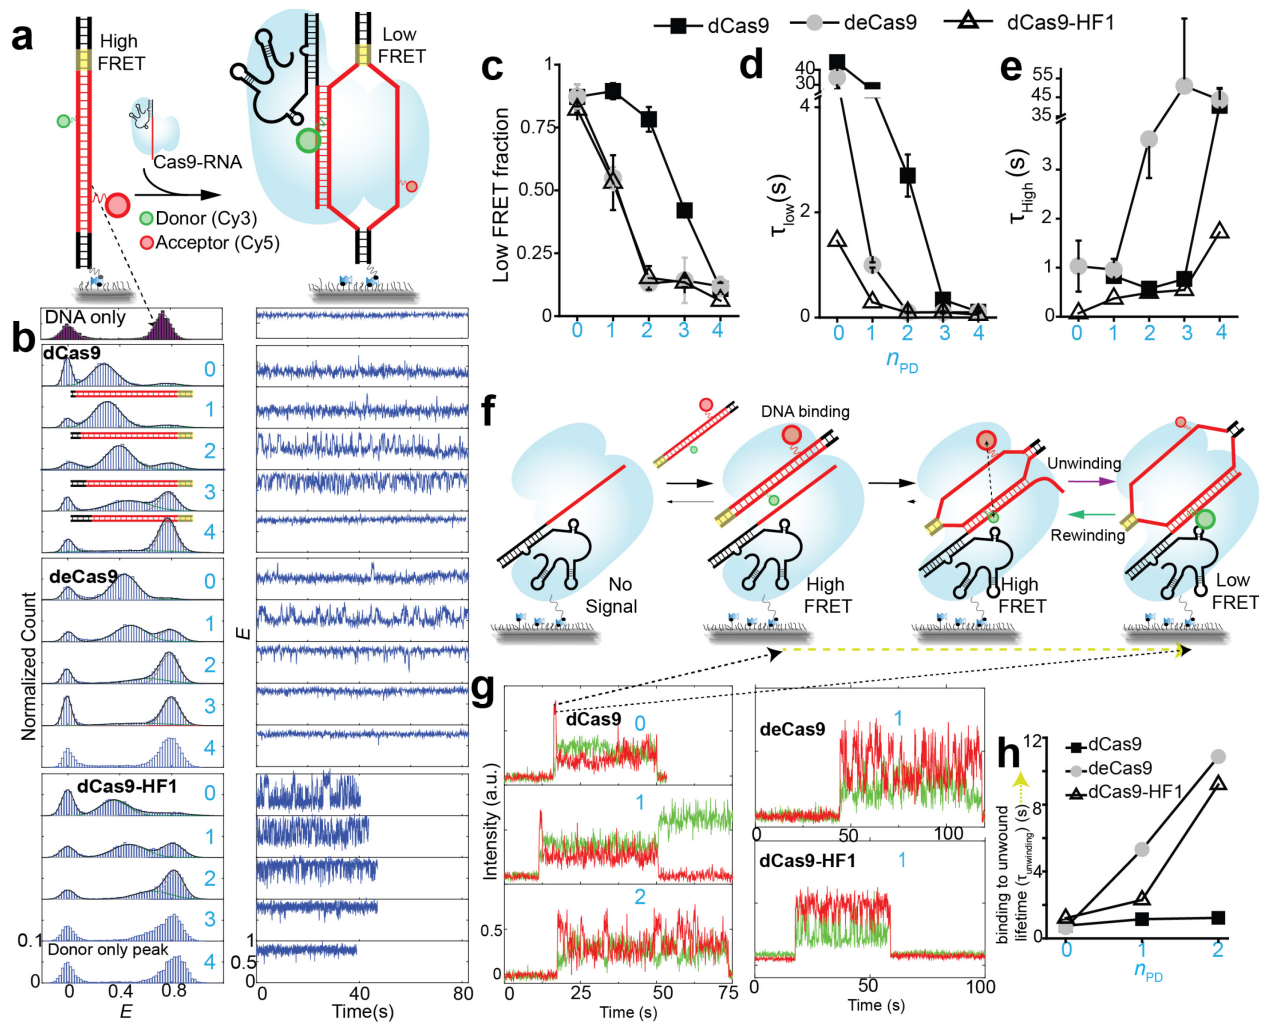 dCas9
deCas9
dCas9-HF1
a
High
FRET
Low
FRET
Cas9-RNA
Donor (Cy3)
Acceptor (Cy5)
c
Low FRET fraction
1
0.75
0.50
0.25
0
0 1 2 3 4
d
τlow(s)
40
30
4
2
0
0 1 2 3 4
nPD
e
τHigh (s)
55
45
35
3
2
1
0
0 1 2 3 4
b
DNA only
dCas9
0
1
2
3
4
deCas9
0
1
2
3
4
dCas9-HF1
0
1
2
3
4
Donor only peak
Normalized Count
0.1
0
0 0.4 0.8
E
E
1
0.5
0
0 40 80
Time(s)
f
DNA binding
Unwinding
Rewinding
No
Signal
High
FRET
High
FRET
Low
FRET
g
dCas9
0
1
2
Intensity (a.u.)
0.5
0
0 25 50 75
Time (s)
deCas9
1
0 50 100
dCas9-HF1
1
0 50 100
Time (s)
h
dCas9
deCas9
dCas9-HF1
binding to unwound
lifetime (τunwinding) (s)
12
8
4
0
0 1 2
nPD